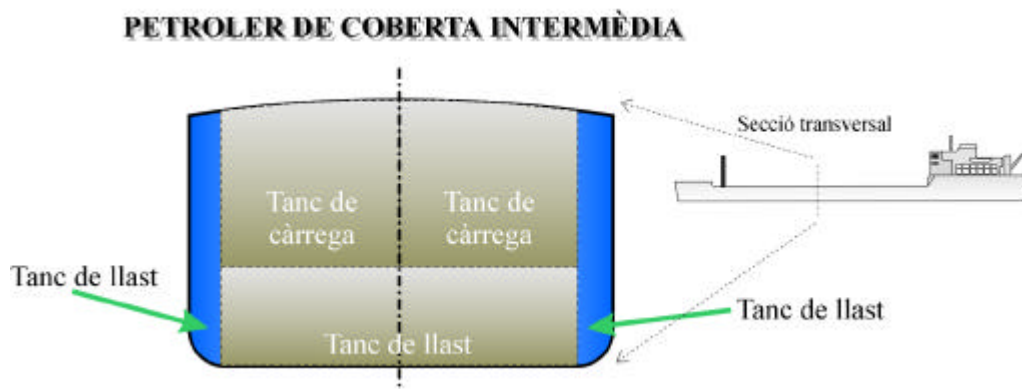 PETROLER DE COBERTA INTERMÈDIA
Secció transversal
Tanc de
càrrega
Tanc de
càrrega
Tanc de llast
Tanc de llast
Tanc de llast